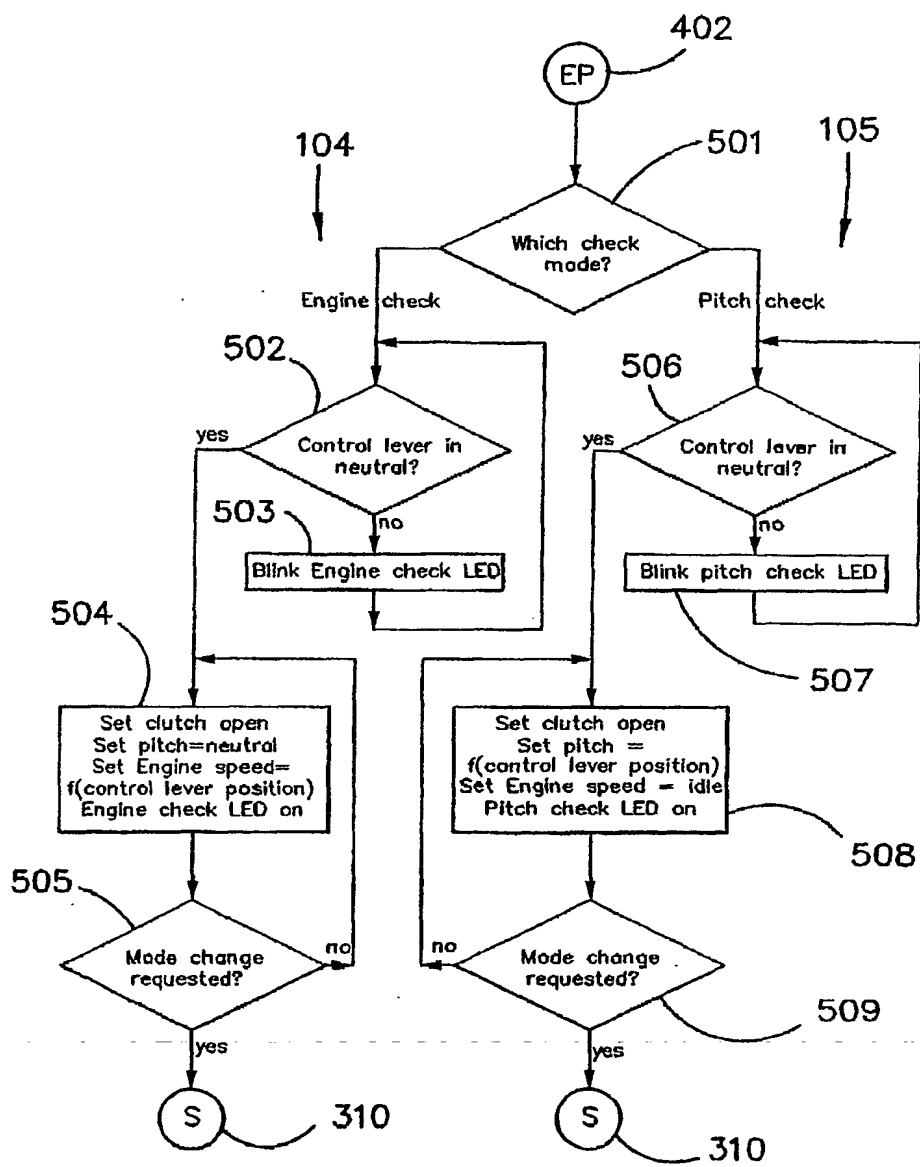 402
EP
104
105
501
Which check
mode?
Engine check
Pitch check
502
506
yes
Control lever in
neutral?
yes
Control lever in
neutral?
503
no
no
Blink Engine check LED
Blink pitch check LED
504
507
Set clutch open
Set pitch=neutral
Set Engine speed=
f(control lever position)
Engine check LED on
Set clutch open
Set pitch =
f(control lever position)
Set Engine speed = idle
Pitch check LED on
508
505
Mode change
requested?
no
no
Mode change
requested?
509
yes
yes
S
310
S
310